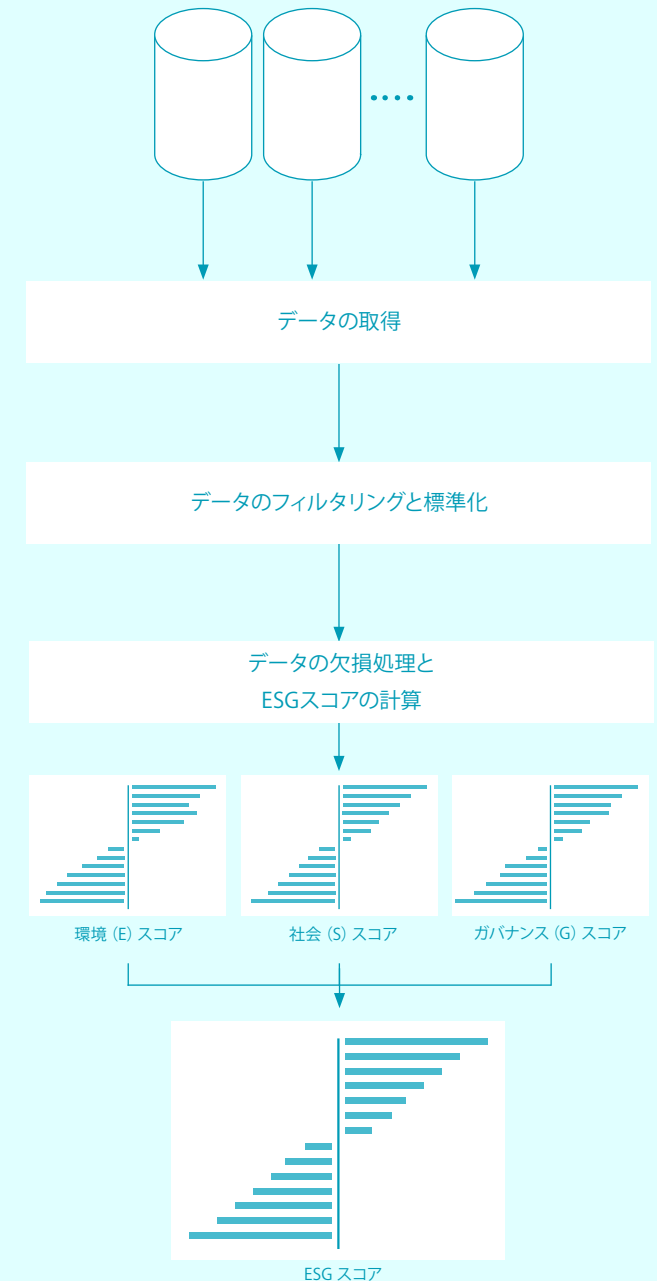 データの取得
データのフィルタリングと標準化
データの欠損処理と
ESGスコアの計算
環境（E）スコア
社会（S）スコア
ガバナンス（G）スコア
ESG スコア